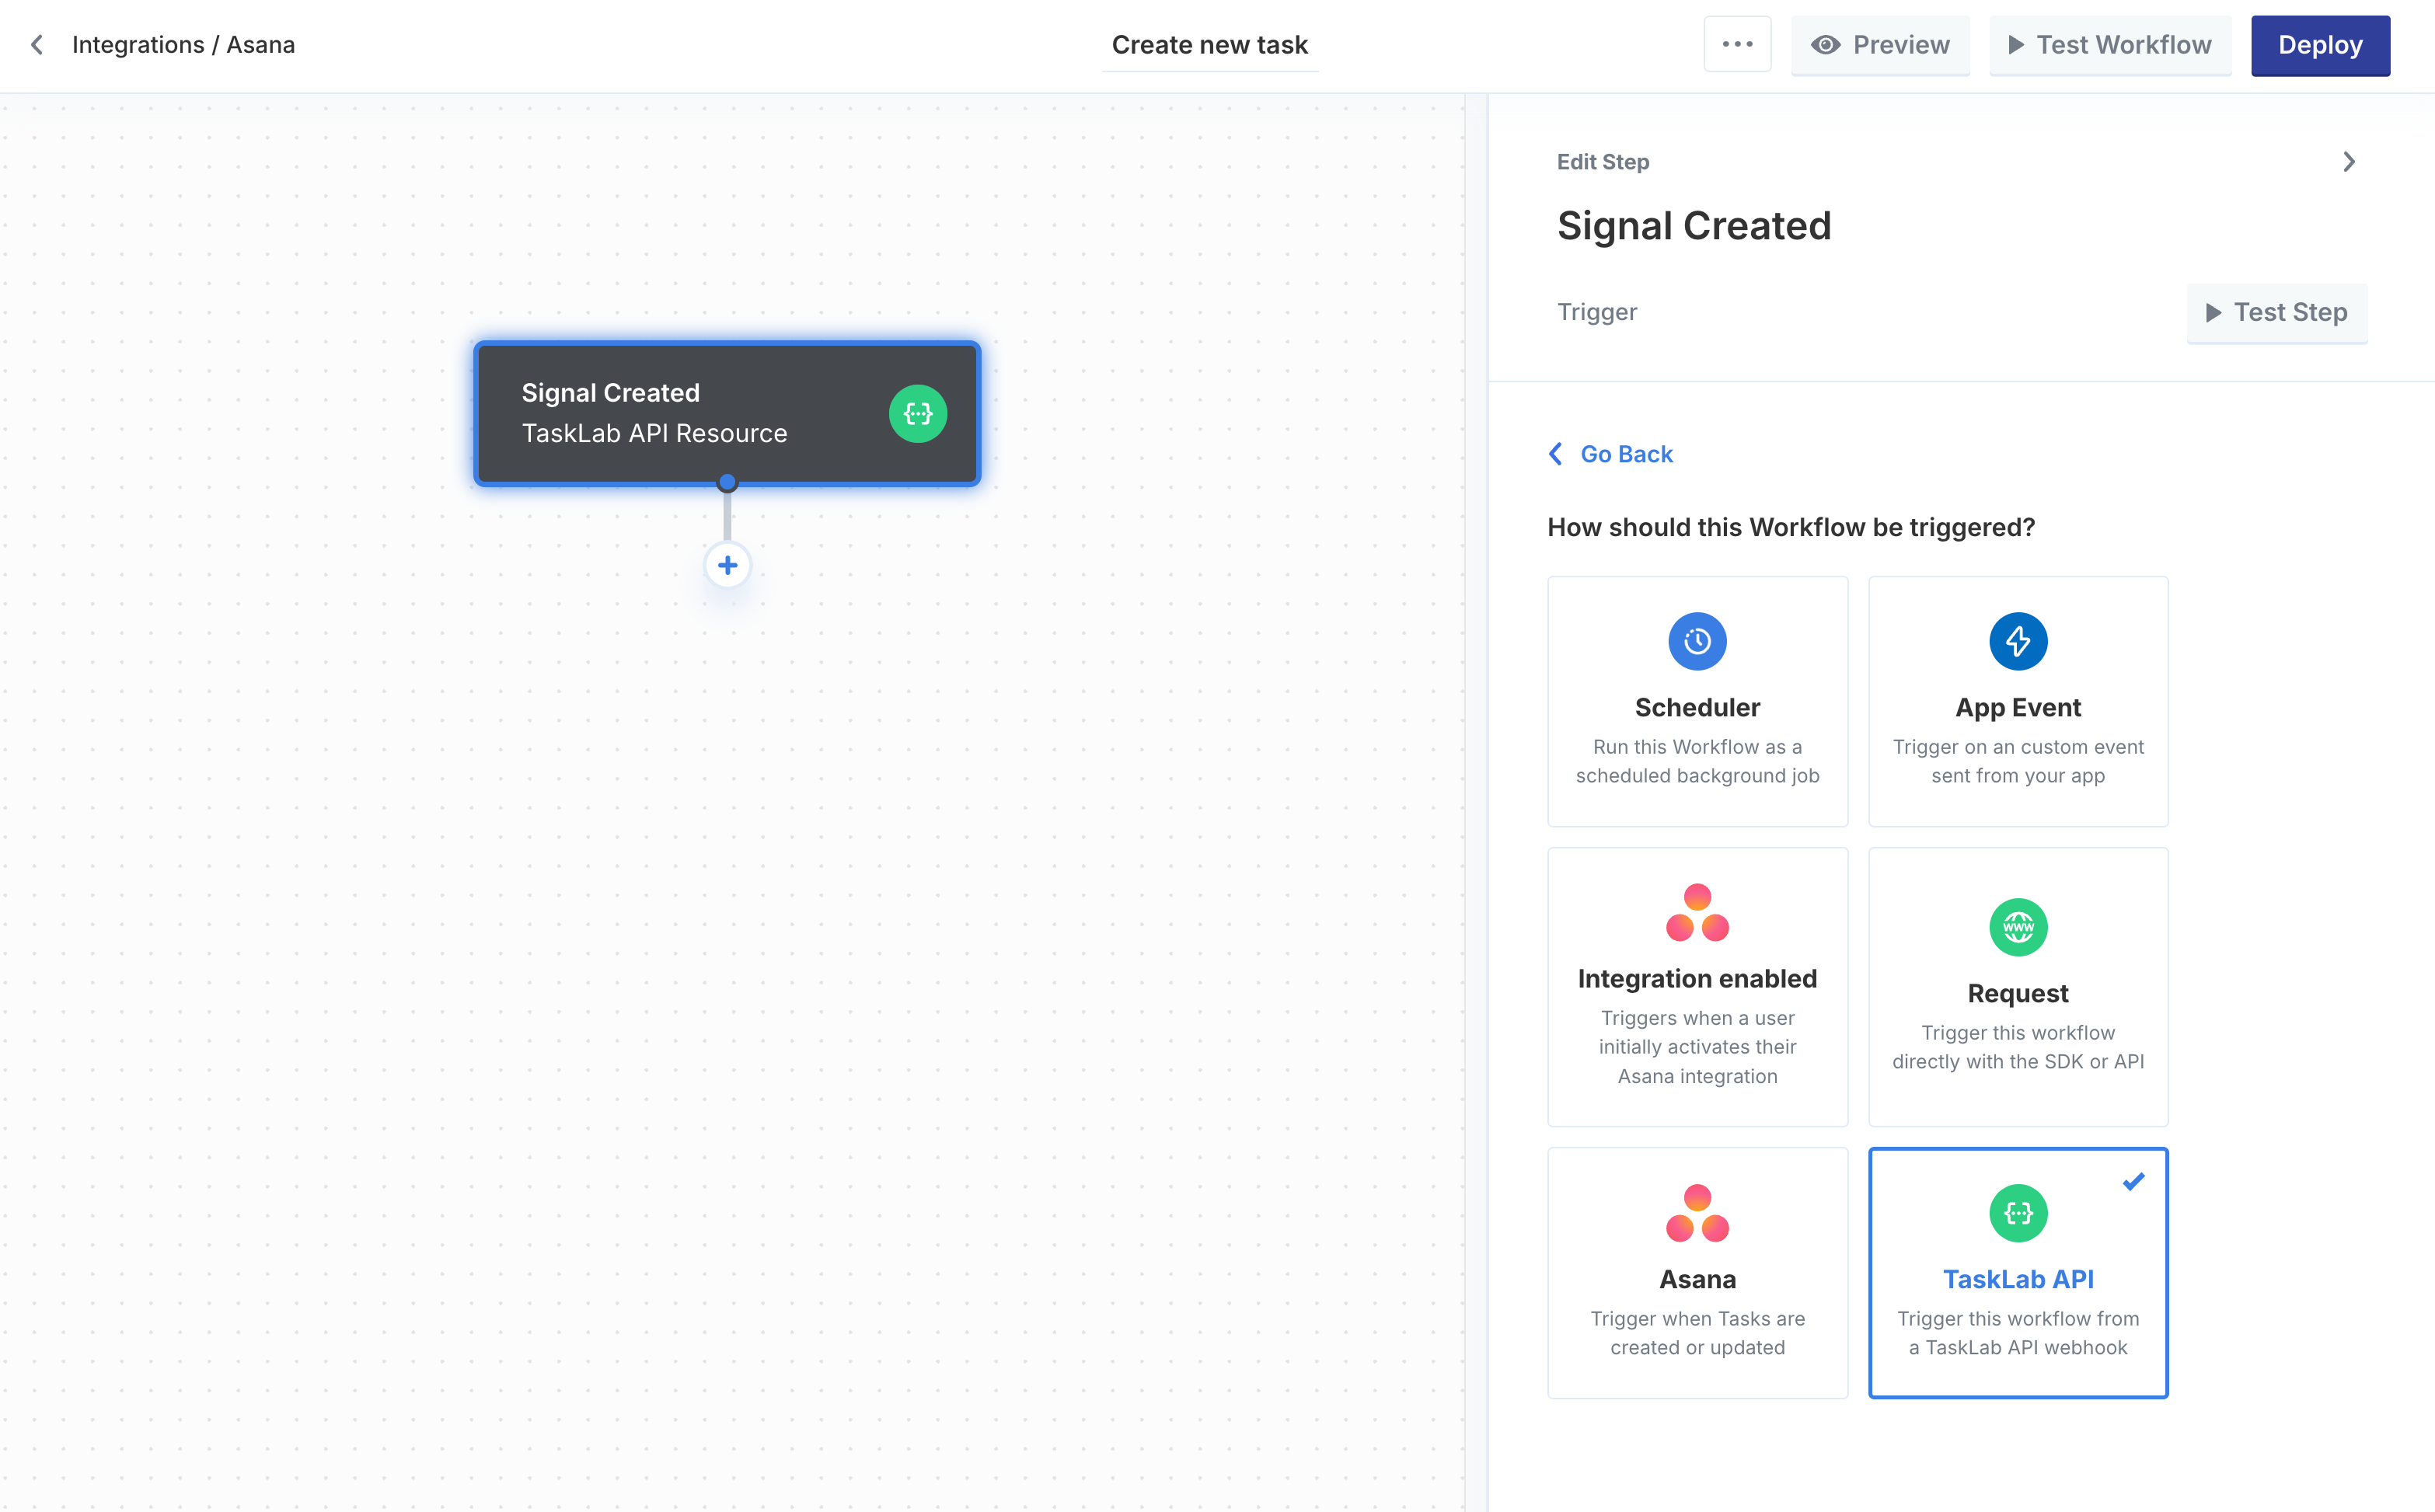 Integrations / Asana
Create new task
Preview
Test Workflow
Deploy
Signal Created
TaskLab API Resource
Edit Step
Signal Created
Trigger
Test Step
Go Back
How should this Workflow be triggered?
Scheduler
Run this Workflow as a
scheduled background job
App Event
Trigger on an custom event
sent from your app
Integration enabled
Triggers when a user
initially activates their
Asana integration
WWW
Request
Trigger this workflow
directly with the SDK or API
Asana
Trigger when Tasks are
created or updated
TaskLab API
Trigger this workflow from
a TaskLab API webhook